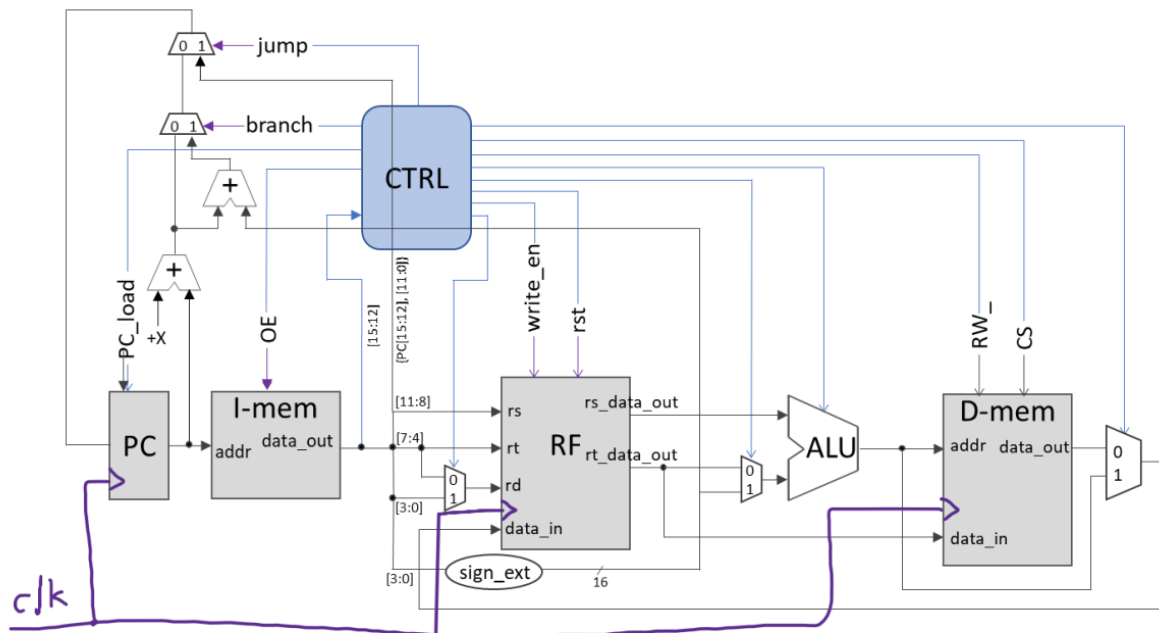 0 1
jump
0 1
branch
CTRL
+
+
PC_load
+X
OE
[15:12]
{PC[15:12], [11:0]}
write_en
rst
RW_
CS
PC
I-mem
addr
data_out
[11:8]
[7:4]
[3:0]
[3:0]
0
1
rs
rt
rd
data_in
RF
rs_data_out
rt_data_out
sign_ext
16
0
1
ALU
D-mem
addr
data_out
data_in
0
1
clk